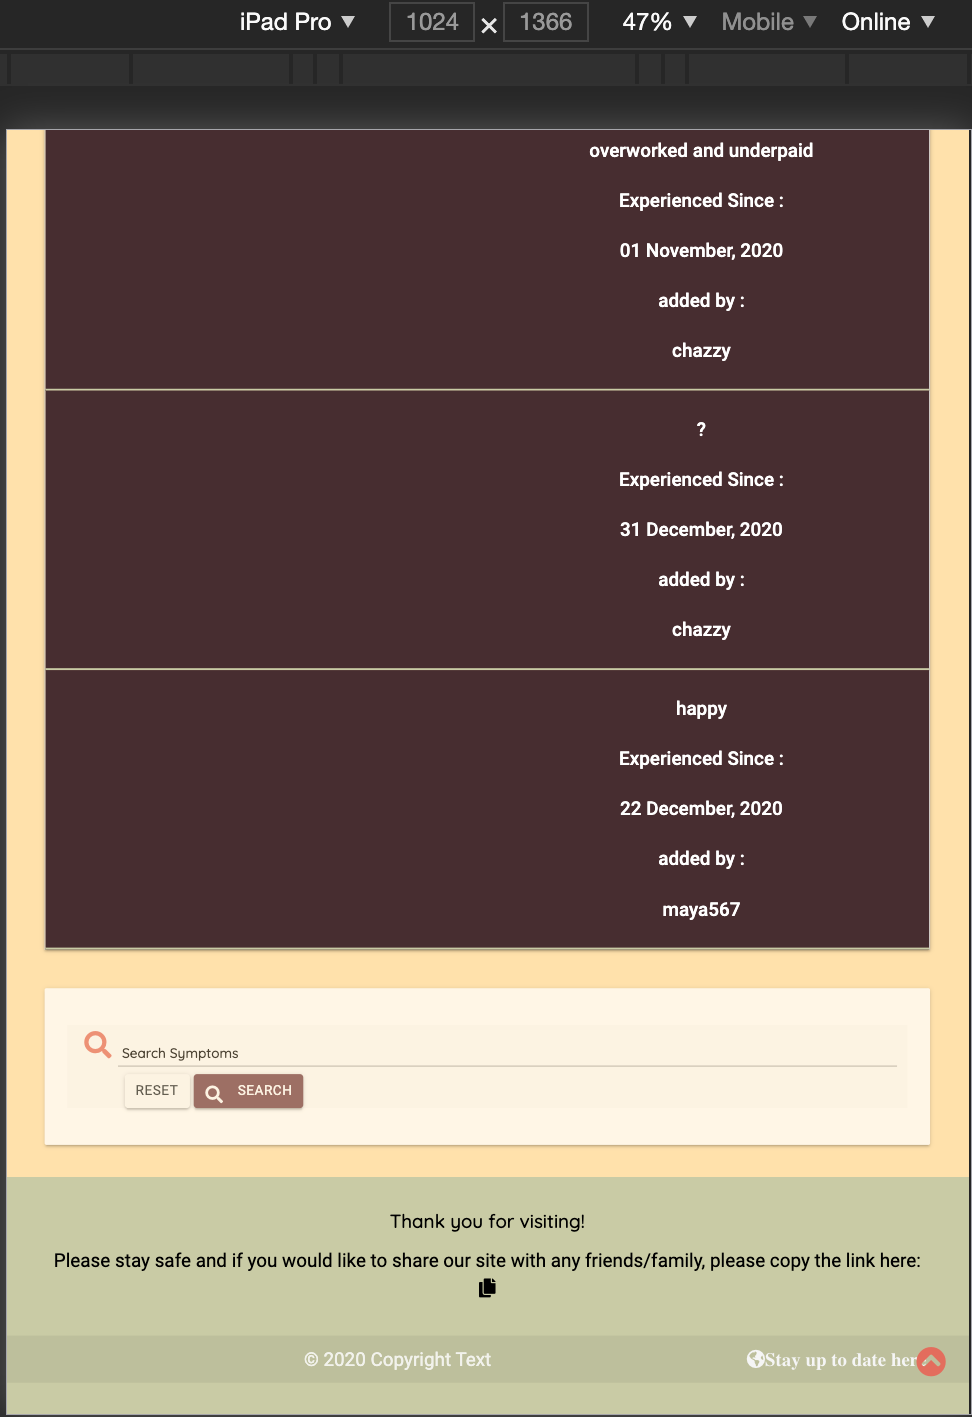 iPad Pro ▼ 1024 × 1366 47% ▼ Mobile ▼ Online ▼
overworked and underpaid
Experienced Since :
01 November, 2020
added by :
chazzy
?
Experienced Since :
31 December, 2020
added by :
chazzy
happy
Experienced Since :
22 December, 2020
added by :
maya567
Search Symptoms
RESET SEARCH
Thank you for visiting!
Please stay safe and if you would like to share our site with any friends/family, please copy the link here:
© 2020 Copyright Text Stay up to date her